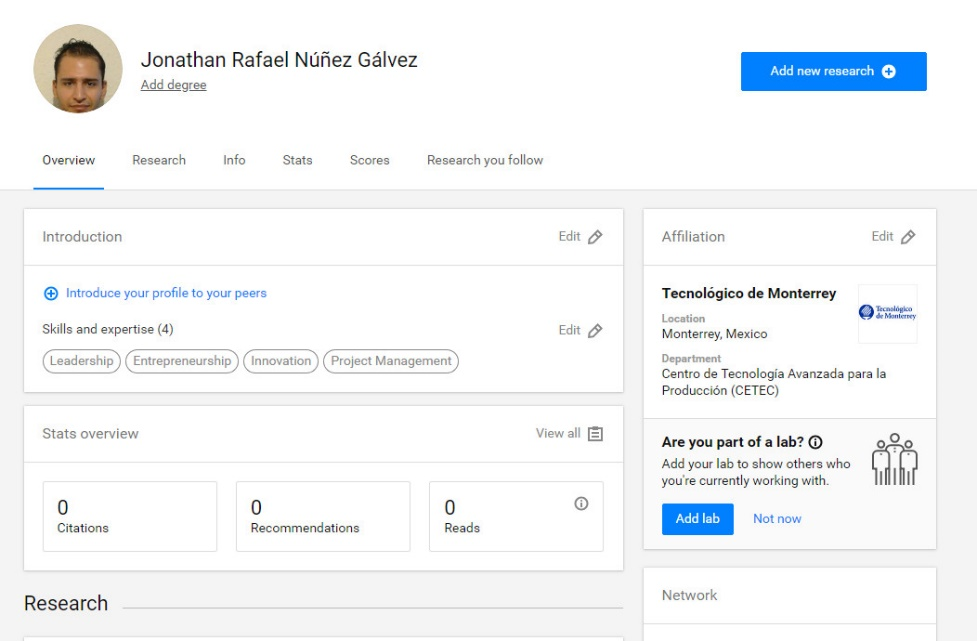 Jonathan Rafael Núñez Gálvez
Add degree
Add new research
Overview Research Info Stats Scores Research you follow
Introduction
Edit
Introduce your profile to your peers
Skills and expertise (4)
Edit
Leadership Entrepreneurship Innovation Project Management
Stats overview
View all
0
Citations
0
Recommendations
0
Reads
Research
Affiliation
Edit
Tecnológico de Monterrey
Tecnológico
de Monterrey
Location
Monterrey, Mexico
Department
Centro de Tecnología Avanzada para la
Producción (CETEC)
Are you part of a lab?
Add your lab to show others who
you're currently working with.
Add lab Not now
Network